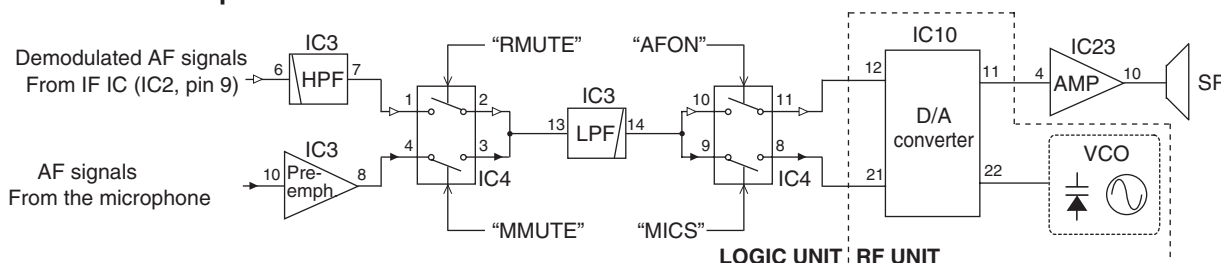 Demodulated AF signals
From IF IC (IC2, pin 9)
6
IC3
HPF
7
"RMUTE"
1
2
AF signals
From the microphone
10
IC3
Pre-
emph
8
4
3
IC4
"MMUTE"
13
IC3
LPF
14
"AFON"
10
11
9
8
IC4
"MICS"
LOGIC UNIT
RF UNIT
12
IC10
D/A
converter
11
21
22
4
IC23
AMP
10
VCO